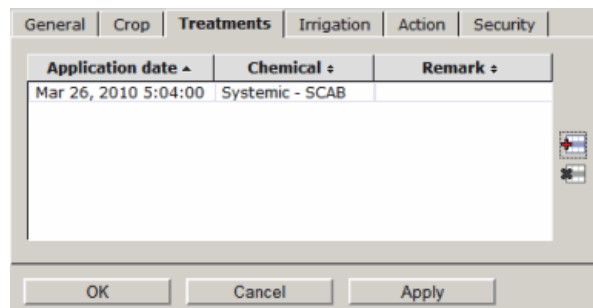 General Crop Treatments Irrigation Action Security
Application date Chemical Remark
Mar 26, 2010 5:04:00 Systemic - SCAB
OK Cancel Apply